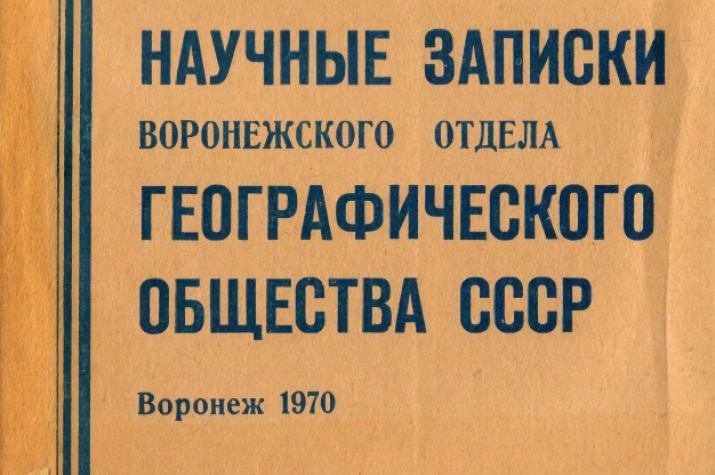 НАУЧНЫЕ ЗАПИСКИ
ВОРОНЕЖСКОГО ОТДЕЛА
ГЕОГРАФИЧЕСКОГО
ОБЩЕСТВА СССР
Воронеж 1970